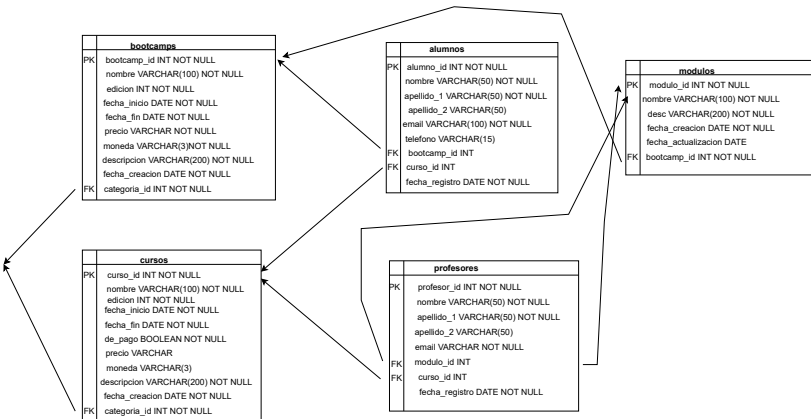 bootcamps
PK bootcamp_id INT NOT NULL
nombre VARCHAR(100) NOT NULL
edicion INT NOT NULL
fecha_inicio DATE NOT NULL
fecha_fin DATE NOT NULL
precio VARCHAR NOT NULL
moneda VARCHAR(3)NOT NULL
descripcion VARCHAR(200) NOT NULL
fecha_creacion DATE NOT NULL
FK categoria_id INT NOT NULL
alumnos
PK alumno_id INT NOT NULL
nombre VARCHAR(50) NOT NULL
apellido_1 VARCHAR(50) NOT NULL
apellido_2 VARCHAR(50)
email VARCHAR(100) NOT NULL
telefono VARCHAR(15)
FK bootcamp_id INT
FK curso_id INT
fecha_registro DATE NOT NULL
modulos
PK modulo_id INT NOT NULL
nombre VARCHAR(100) NOT NULL
desc VARCHAR(200) NOT NULL
fecha_creacion DATE NOT NULL
fecha_actualizacion DATE
FK bootcamp_id INT NOT NULL
cursos
PK curso_id INT NOT NULL
nombre VARCHAR(100) NOT NULL
edicion INT NOT NULL
fecha_inicio DATE NOT NULL
fecha_fin DATE NOT NULL
de_pago BOOLEAN NOT NULL
precio VARCHAR
moneda VARCHAR(3)
descripcion VARCHAR(200) NOT NULL
fecha_creacion DATE NOT NULL
FK categoria_id INT NOT NULL
profesores
PK profesor_id INT NOT NULL
nombre VARCHAR(50) NOT NULL
apellido_1 VARCHAR(50) NOT NULL
apellido_2 VARCHAR(50)
email VARCHAR NOT NULL
FK modulo_id INT
FK curso_id INT
fecha_registro DATE NOT NULL